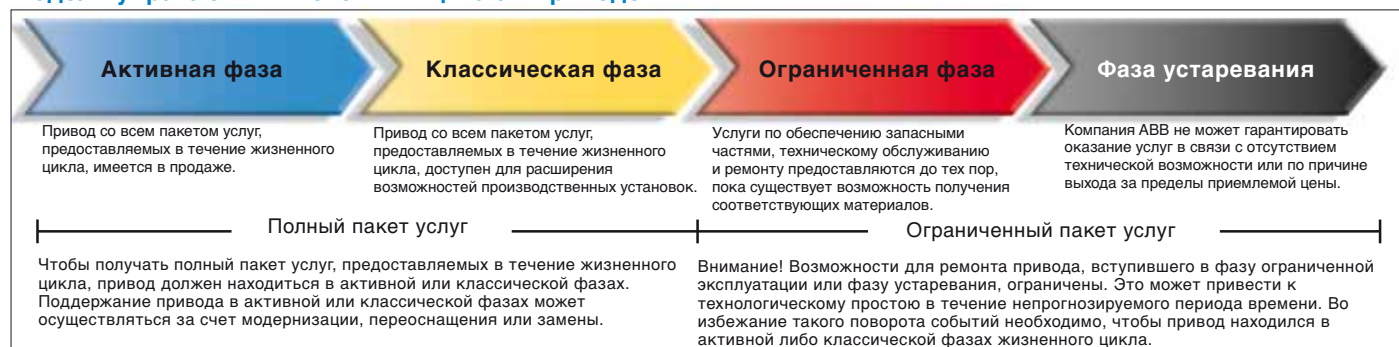 Активная фаза
Классическая фаза
Ограниченная фаза
Фаза устаревания
Привод со всем пакетом услуг,
предоставляемых в течение жизненного
цикла, имеется в продаже.
Привод со всем пакетом услуг,
предоставляемых в течение жизненного
цикла, доступен для расширения
возможностей производственных установок.
Услуги по обеспечению запасными
частями, техническому обслуживанию
и ремонту предоставляются до тех пор,
пока существует возможность получения
соответствующих материалов.
Компания АВВ не может гарантировать
оказание услуг в связи с отсутствием
технической возможности или по причине
выхода за пределы приемлемой цены.
Полный пакет услуг
Ограниченный пакет услуг
Чтобы получать полный пакет услуг, предоставляемых в течение жизненного
цикла, привод должен находиться в активной или классической фазах.
Поддержание привода в активной или классической фазах может
осуществляться за счет модернизации, переоснащения или замены.
Внимание! Возможности для ремонта привода, вступившего в фазу ограниченной
эксплуатации или фазу устаревания, ограничены. Это может привести к
технологическому простою в течение непрогнозируемого периода времени. Во
избежание такого поворота событий необходимо, чтобы привод находился в
активной либо классической фазах жизненного цикла.